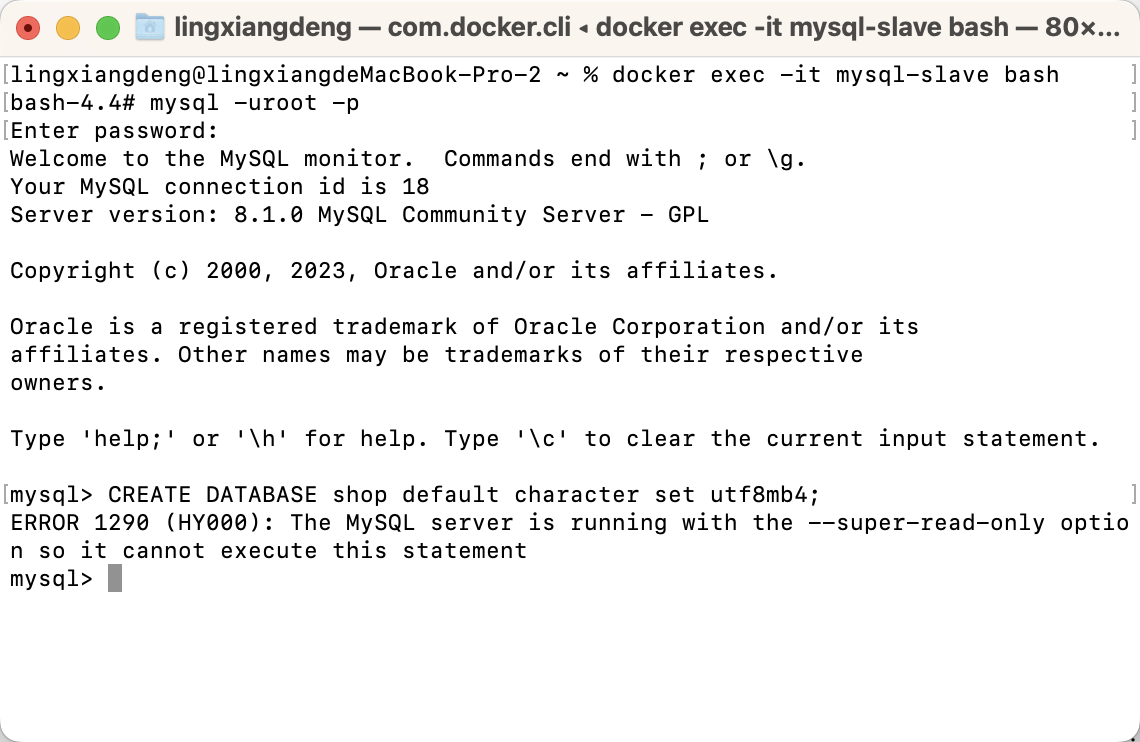 lingxiangdeng — com.docker.cli ◂ docker exec -it mysql-slave bash — 80×...
[lingxiangdeng@lingxiangdeMacBook-Pro-2 ~ % docker exec -it mysql-slave bash ]
[bash-4.4# mysql -uroot -p ]
[Enter password: ]
Welcome to the MySQL monitor.  Commands end with ; or \g.
Your MySQL connection id is 18
Server version: 8.1.0 MySQL Community Server - GPL
Copyright (c) 2000, 2023, Oracle and/or its affiliates.
Oracle is a registered trademark of Oracle Corporation and/or its
affiliates. Other names may be trademarks of their respective
owners.
Type 'help;' or '\h' for help. Type '\c' to clear the current input statement.
[mysql> CREATE DATABASE shop default character set utf8mb4; ]
ERROR 1290 (HY000): The MySQL server is running with the --super-read-only optio
n so it cannot execute this statement
mysql>